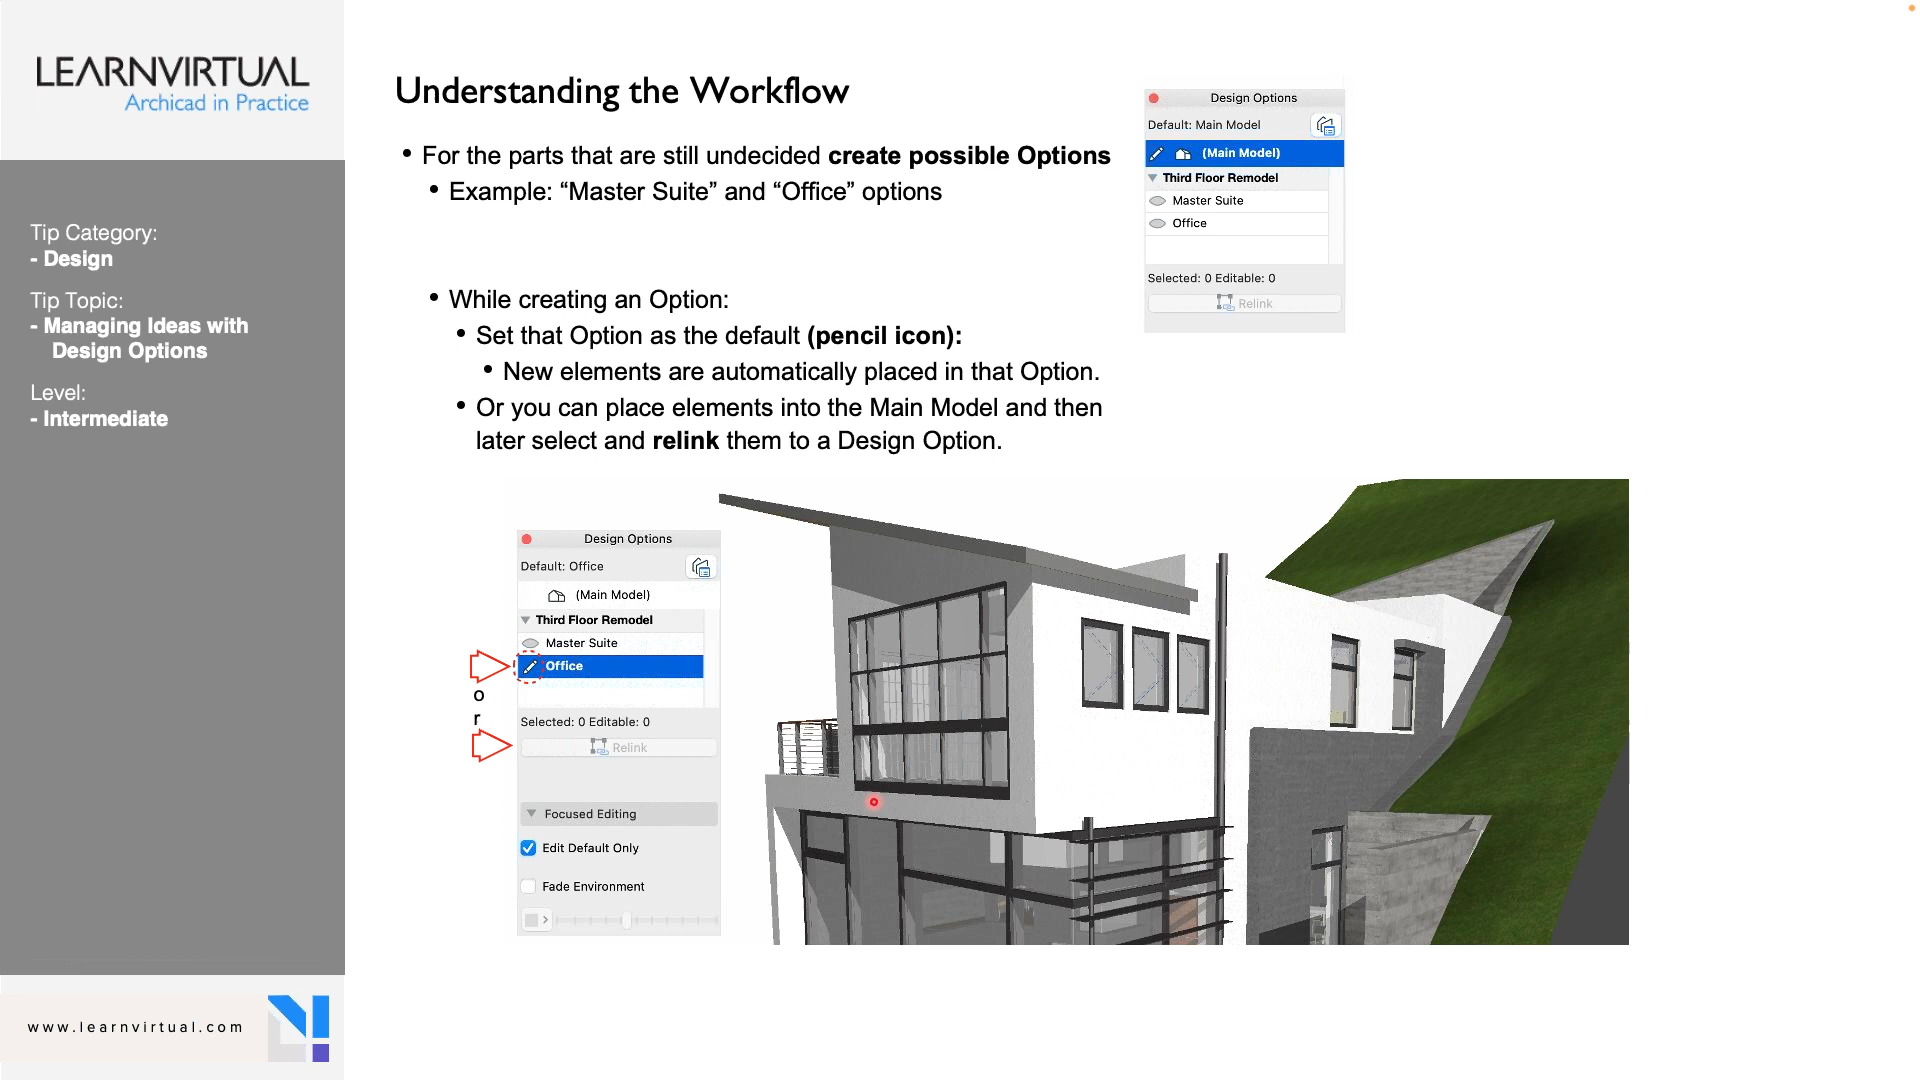 LEARNVIRTUAL
Archicad in Practice
Tip Category:
- Design
Tip Topic:
- Managing Ideas with
Design Options
Level:
- Intermediate
www.learnvirtual.com
Understanding the Workflow
• For the parts that are still undecided create possible Options
• Example: “Master Suite” and “Office” options
• While creating an Option:
• Set that Option as the default (pencil icon):
• New elements are automatically placed in that Option.
• Or you can place elements into the Main Model and then
later select and relink them to a Design Option.
Design Options
Default: Main Model
(Main Model)
Third Floor Remodel
Master Suite
Office
Selected: 0 Editable: 0
Relink
Design Options
Default: Office
(Main Model)
Third Floor Remodel
Master Suite
Office
o
r
Selected: 0 Editable: 0
Relink
Focused Editing
Edit Default Only
Fade Environment